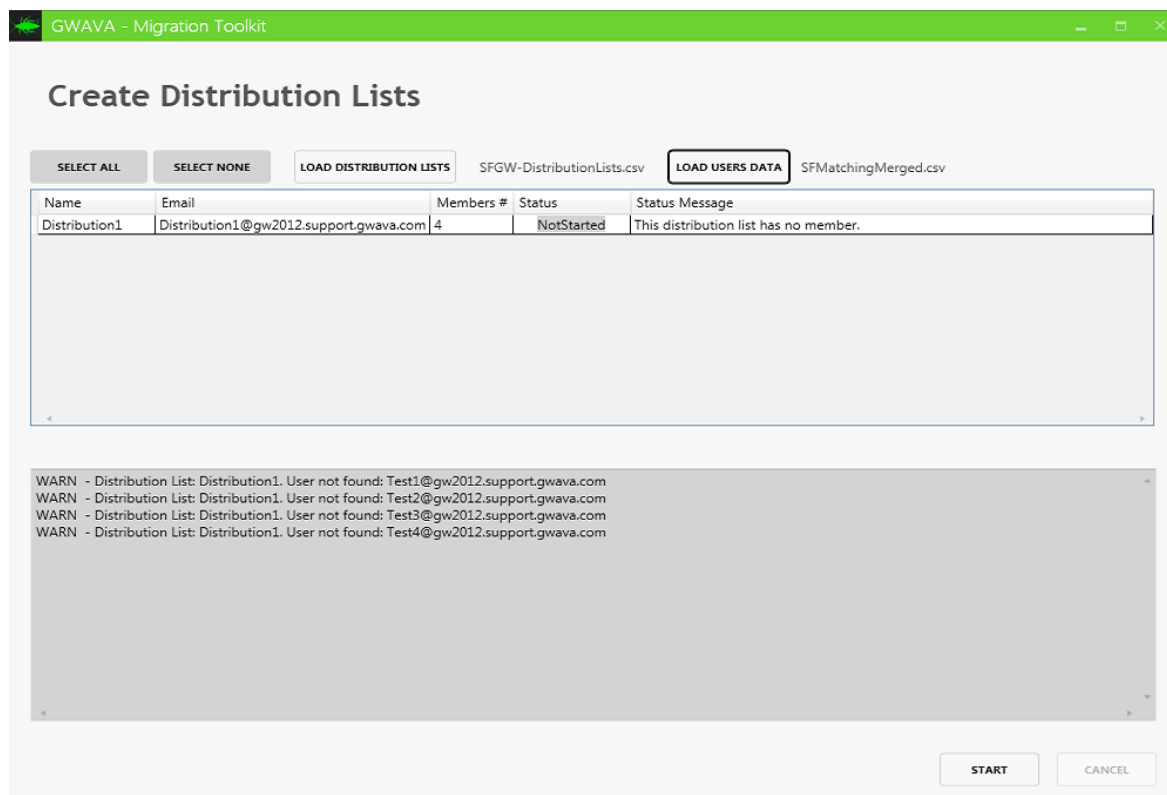 GWAVA - Migration Toolkit
Create Distribution Lists
SELECT ALL SELECT NONE LOAD DISTRIBUTION LISTS SFGW-DistributionLists.csv LOAD USERS DATA SFMatchingMerged.csv
Name Email Members # Status Status Message
Distribution1 Distribution1@gw2012.support.gwava.com 4 NotStarted This distribution list has no member.
WARN - Distribution List: Distribution1. User not found: Test1@gw2012.support.gwava.com
WARN - Distribution List: Distribution1. User not found: Test2@gw2012.support.gwava.com
WARN - Distribution List: Distribution1. User not found: Test3@gw2012.support.gwava.com
WARN - Distribution List: Distribution1. User not found: Test4@gw2012.support.gwava.com
START CANCEL